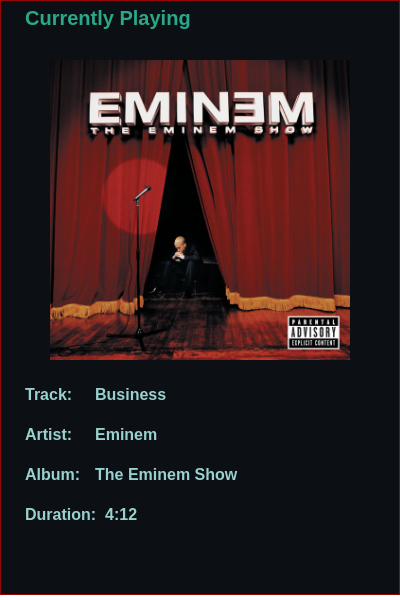 Currently Playing
EMINƎM
THE EMINEM SHOW
PARENTAL
ADVISORY
EXPLICIT CONTENT
Track: Business
Artist: Eminem
Album: The Eminem Show
Duration: 4:12